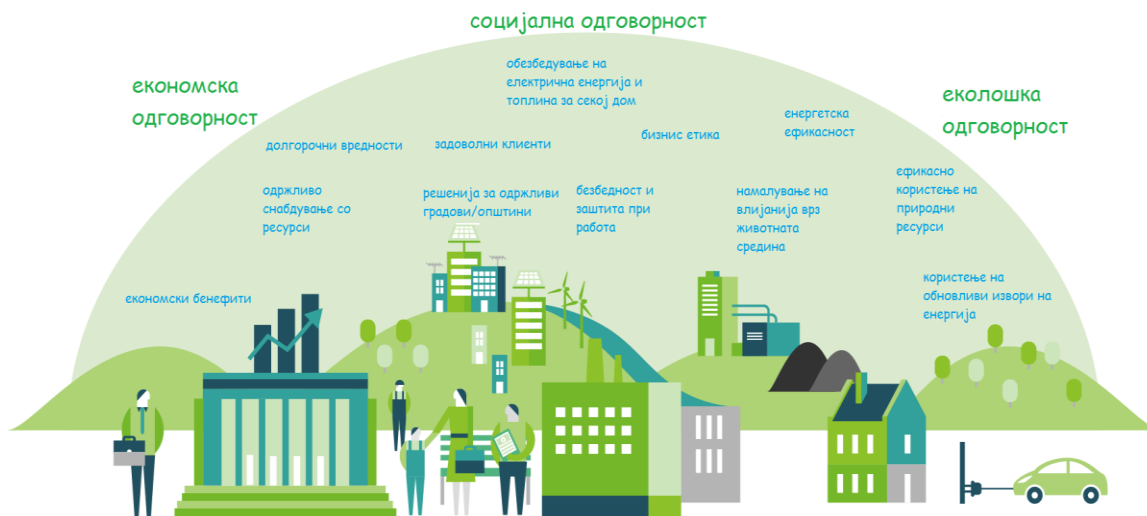 социјална одговорност
економска
одговорност
еколошка
одговорност
обезбедување на
електрична енергија и
топлина за секој дом
енергетска
ефикасност
бизнис етика
долгорочни вредности
задоволни клиенти
одржливо
снабдување со
ресурси
решенија за одржливи
градови/општини
безбедност и
заштита при
работа
намалување на
влијанија врз
животната
средина
ефикасно
користење на
природни
ресурси
економски бенефити
користење на
обновливи извори на
енергија